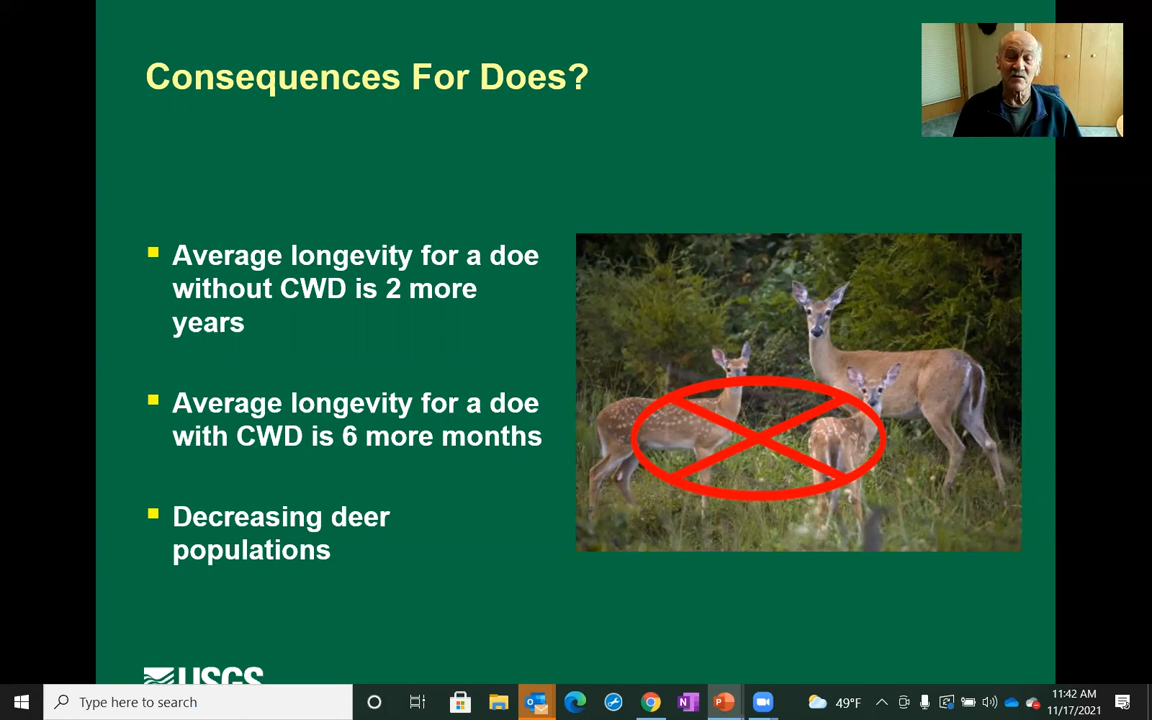 Consequences For Does?
Average longevity for a doe
without CWD is 2 more
years
Average longevity for a doe
with CWD is 6 more months
Decreasing deer
populations
USGS
Type here to search
49°F
11:42 AM
11/17/2021